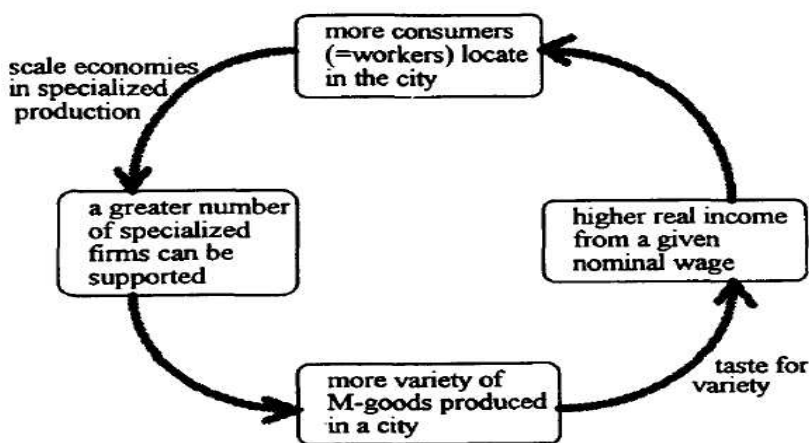 more consumers
(=workers) locate
in the city
scale economies
in specialized
production
a greater number
of specialized
firms can be
supported
higher real income
from a given
nominal wage
more variety of
M-goods produced
in a city
taste for
variety